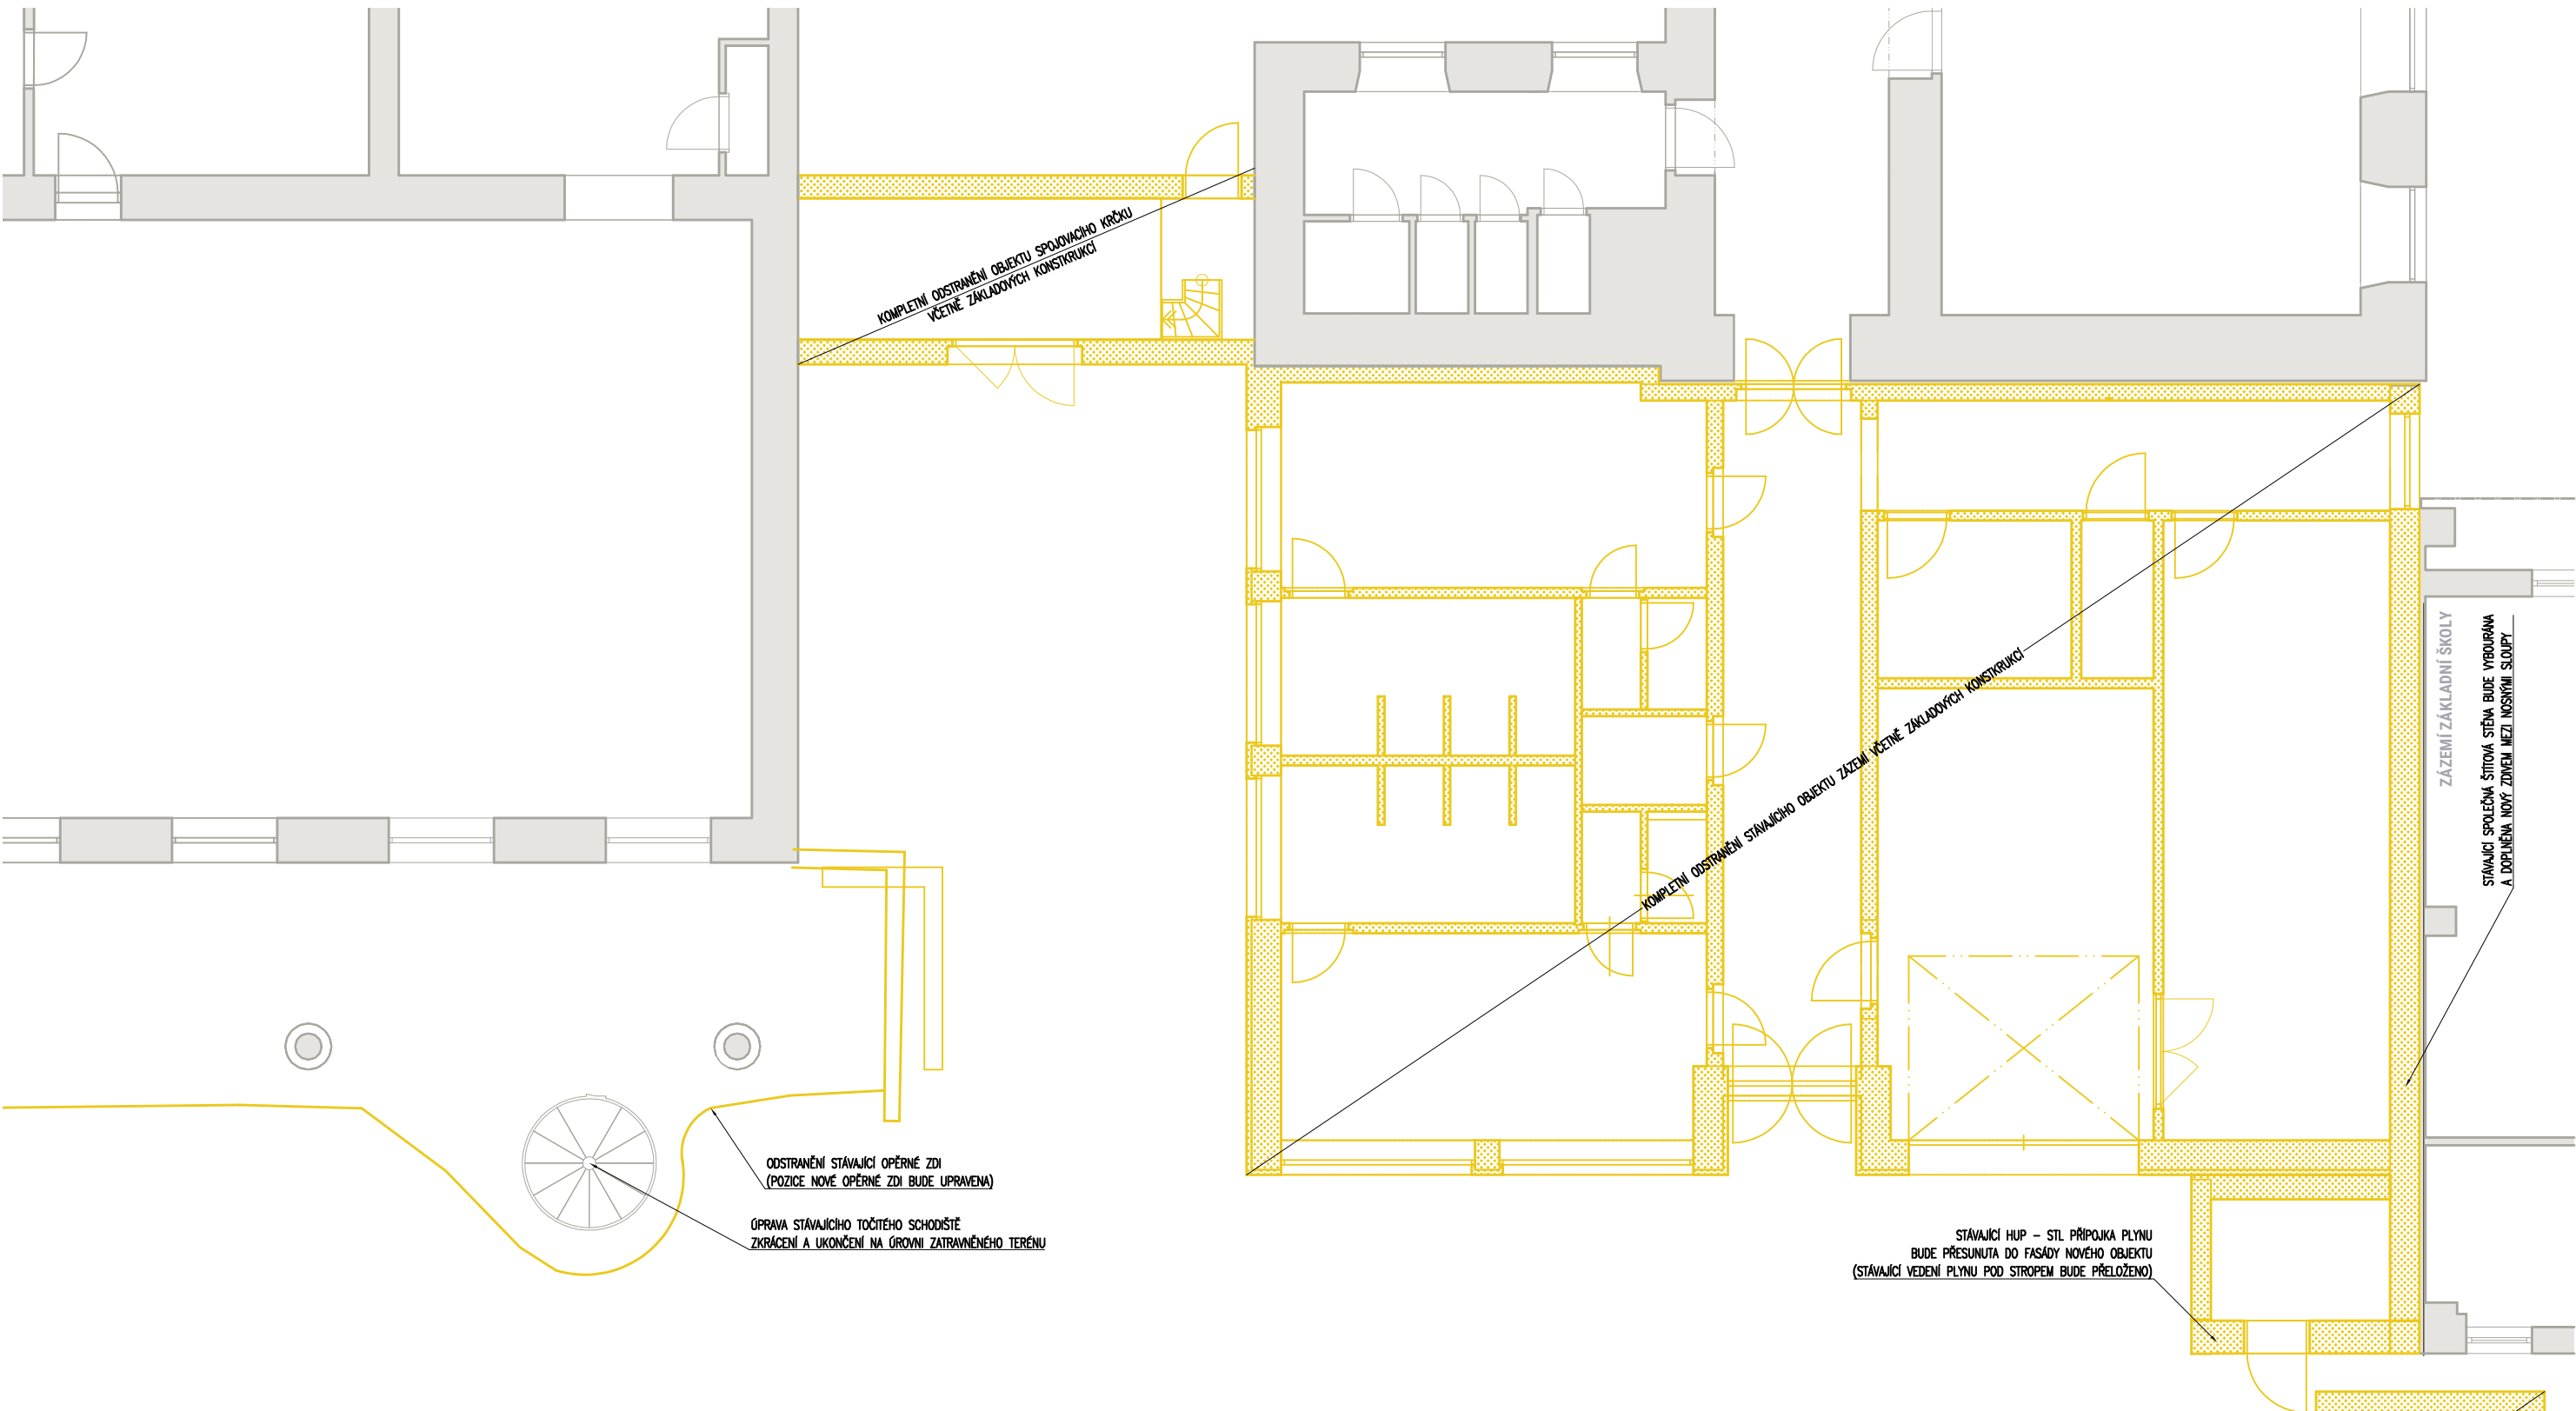 KOMPLETNÍ ODSTRANĚNÍ OBJEKTU SPOJOVACÍHO KRČKU
VČETNĚ ZÁKLADOVÝCH KONSTKRUKCÍ
KOMPLETNÍ ODSTRANĚNÍ STÁVAJÍCÍHO OBJEKTU ZÁZEMÍ VČETNĚ ZÁKLADOVÝCH KONSTKRUKCÍ
ZÁZEMÍ ZÁKLADNÍ ŠKOLY
STÁVAJÍCÍ SPOLEČNÁ ŠTÍTOVÁ STĚNA BUDE VYBOURÁNA
A DOPLNĚNA NOVÝ ZDIVEM MEZI NOSNÝMI SLOUPY
ODSTRANĚNÍ STÁVAJÍCÍ OPĚRNÉ ZDI
(POZICE NOVÉ OPĚRNÉ ZDI BUDE UPRAVENA)
ÚPRAVA STÁVAJÍCÍHO TOČITÉHO SCHODIŠTĚ
ZKRÁCENÍ A UKONČENÍ NA ÚROVNI ZATRAVNĚNÉHO TERÉNU
STÁVAJÍCÍ HUP – STL PŘÍPOJKA PLYNU
BUDE PŘESUNUTA DO FASÁDY NOVÉHO OBJEKTU
(STÁVAJÍCÍ VEDENÍ PLYNU POD STROPEM BUDE PŘELOŽENO)